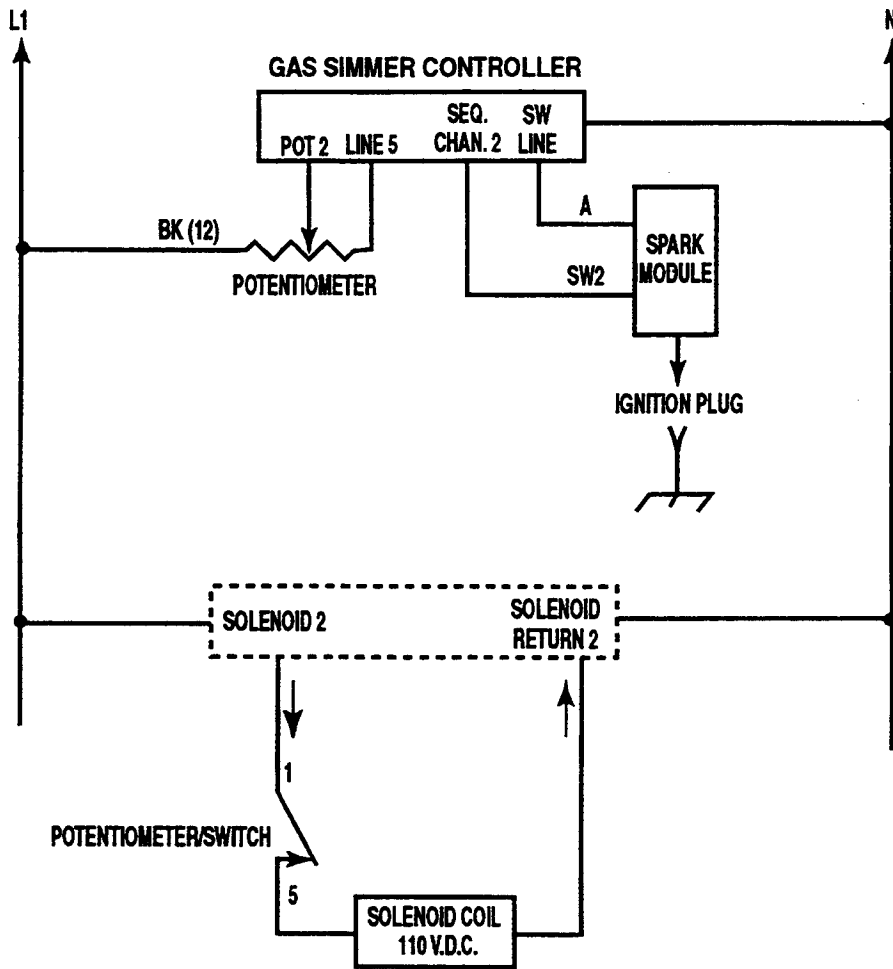 L1
N
GAS SIMMER CONTROLLER
POT 2
LINE 5
SEQ.
CHAN. 2
SW
LINE
BK (12)
POTENTIOMETER
A
SW2
SPARK
MODULE
IGNITION PLUG
SOLENOID 2
SOLENOID
RETURN 2
1
POTENTIOMETER/SWITCH
5
SOLENOID COIL
110 V.D.C.